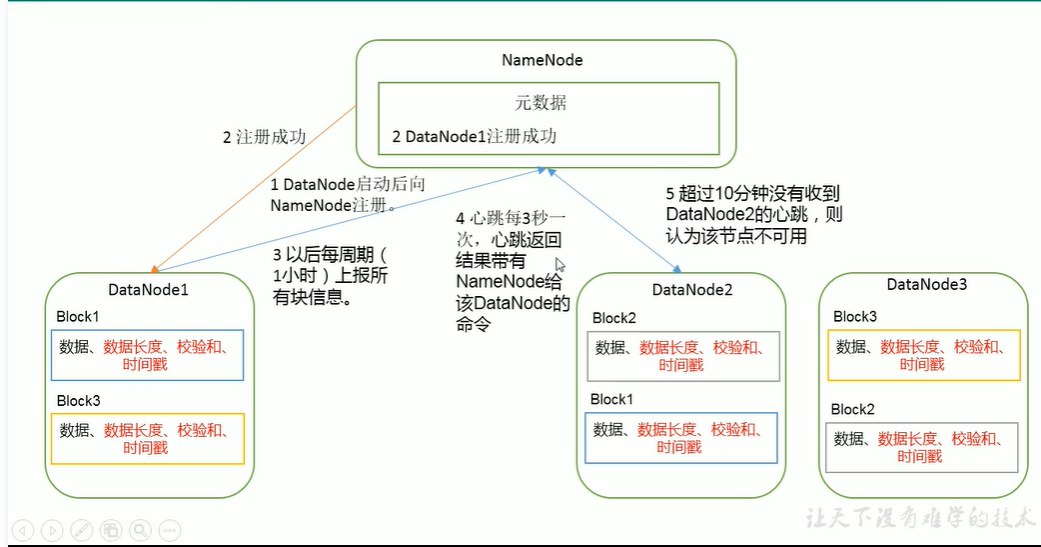 NameNode
元数据
2 DataNode1注册成功
2 注册成功
1 DataNode启动后向
NameNode注册。
3 以后每周期（
1小时）上报所
有块信息。
4 心跳每3秒一
次，心跳返回
结果带有
NameNode给
该DataNode的
命令
5 超过10分钟没有收到
DataNode2的心跳，则
认为该节点不可用
DataNode1
Block1
数据、数据长度、校验和、
时间戳
Block3
数据、数据长度、校验和、
时间戳
DataNode2
Block2
数据、数据长度、校验和、
时间戳
Block1
数据、数据长度、校验和、
时间戳
DataNode3
Block3
数据、数据长度、校验和、
时间戳
Block2
数据、数据长度、校验和、
时间戳
让天下没有难学的技术